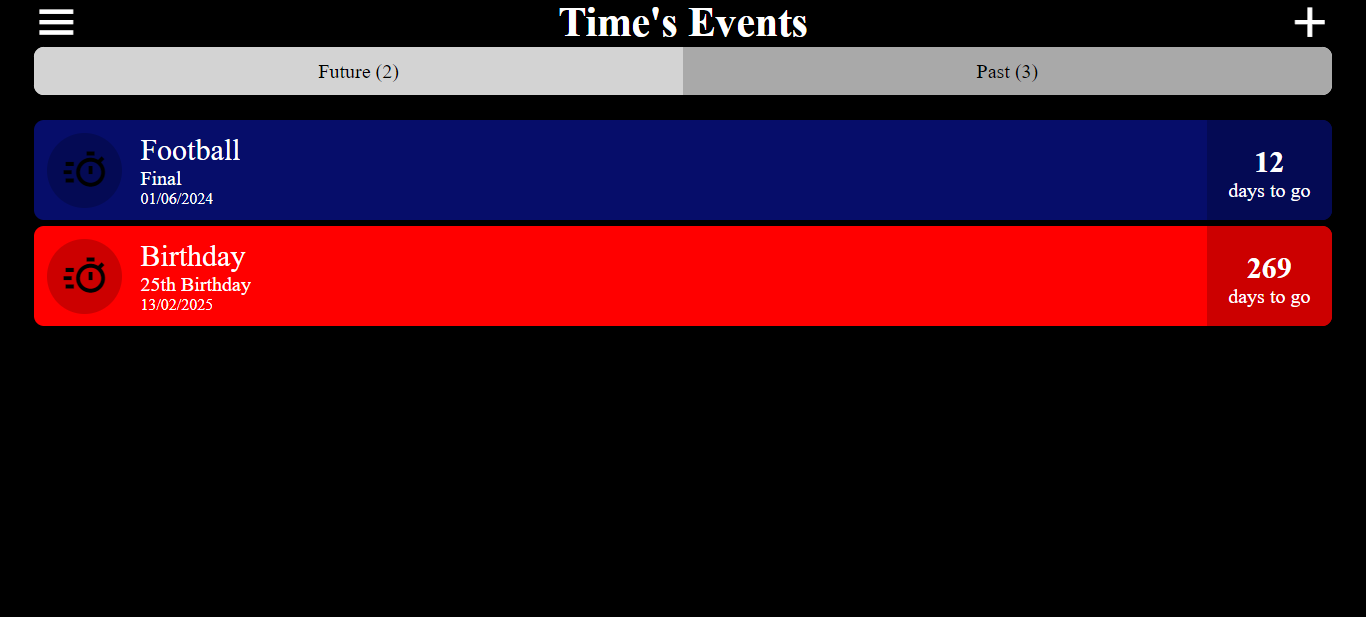 Time's Events
Future (2)
Past (3)
Football
Final
01/06/2024
12
days to go
Birthday
25th Birthday
13/02/2025
269
days to go